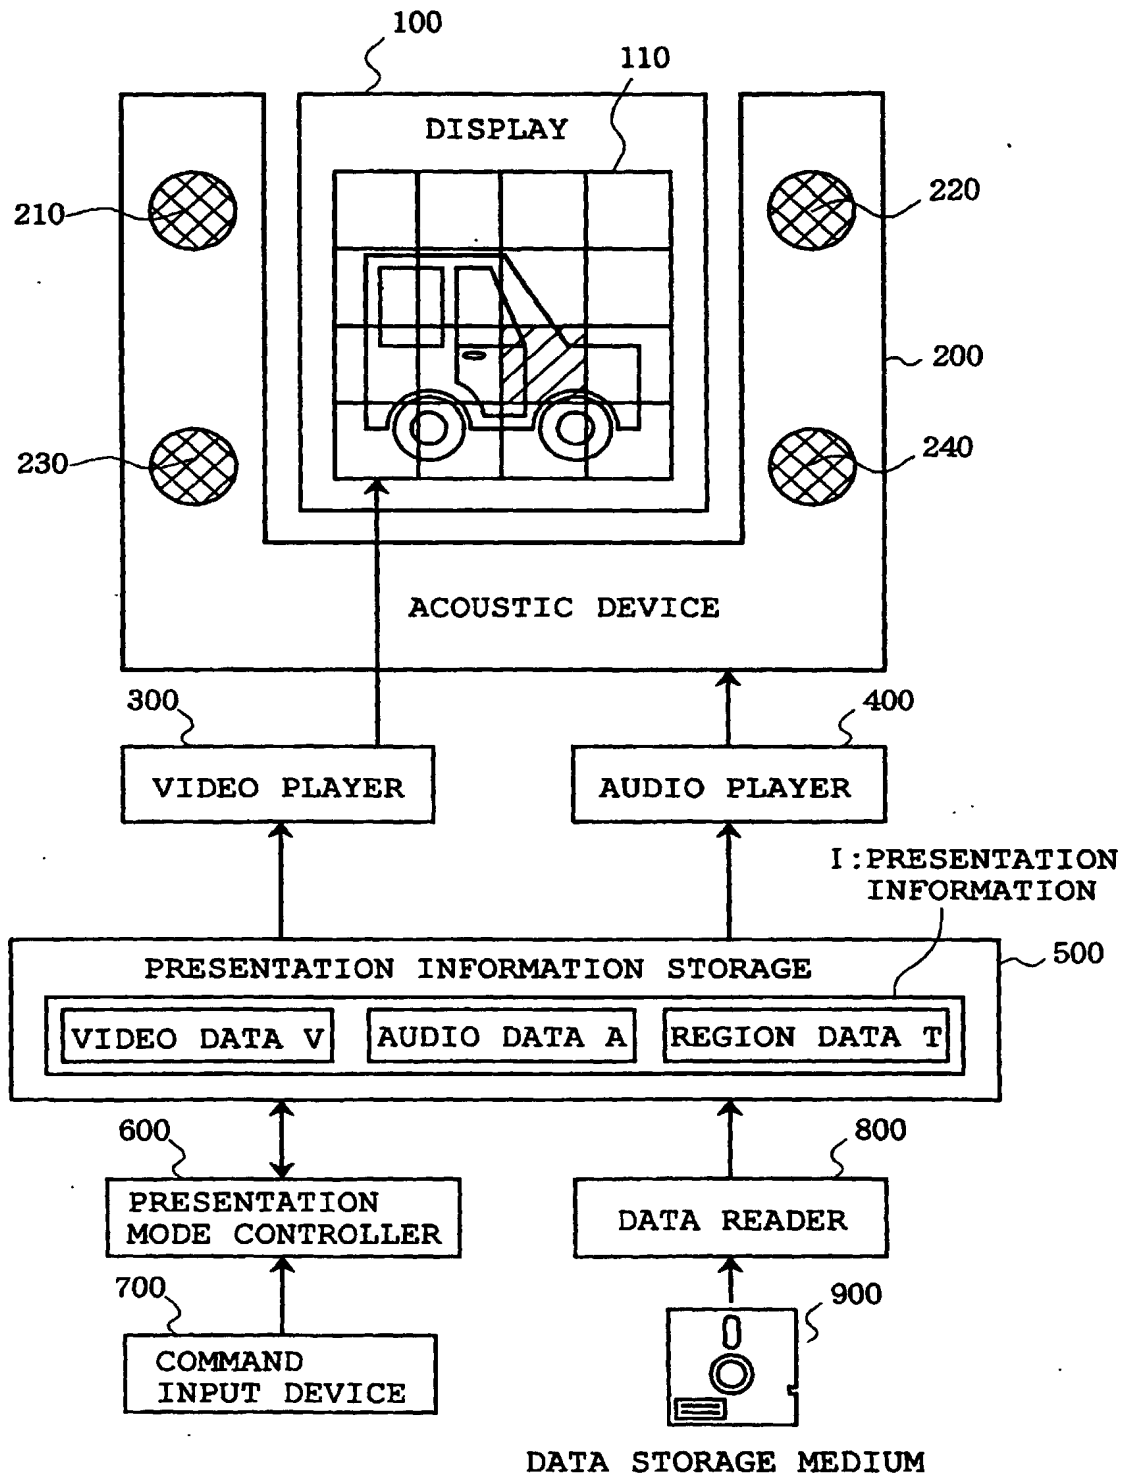 100
110
DISPLAY
210
220
200
230
240
ACOUSTIC DEVICE
300
400
VIDEO PLAYER
AUDIO PLAYER
I:PRESENTATION
INFORMATION
PRESENTATION INFORMATION STORAGE
500
VIDEO DATA V
AUDIO DATA A
REGION DATA T
600
800
PRESENTATION
MODE CONTROLLER
DATA READER
700
900
COMMAND
INPUT DEVICE
DATA STORAGE MEDIUM